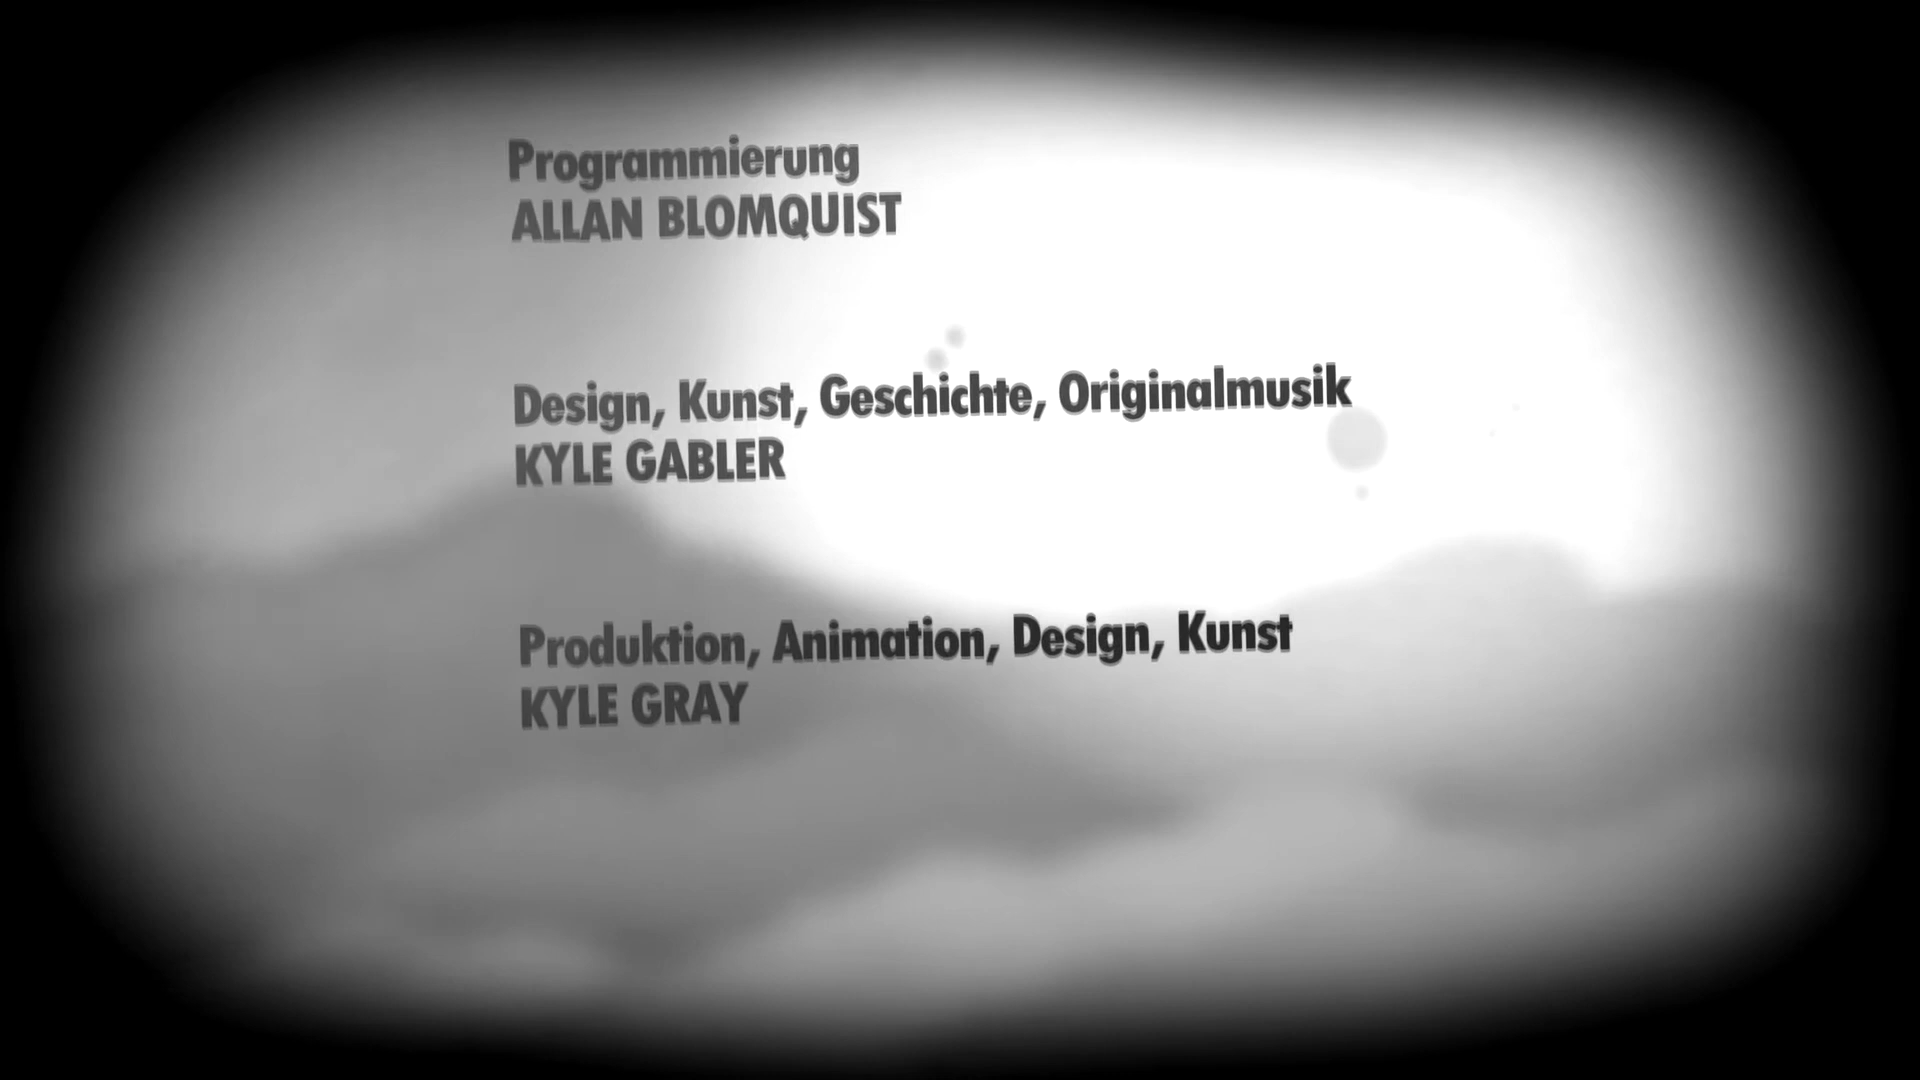 Programmierung
ALLAN BLOMQUIST
Design, Kunst, Geschichte, Originalmusik
KYLE GABLER
Produktion, Animation, Design, Kunst
KYLE GRAY